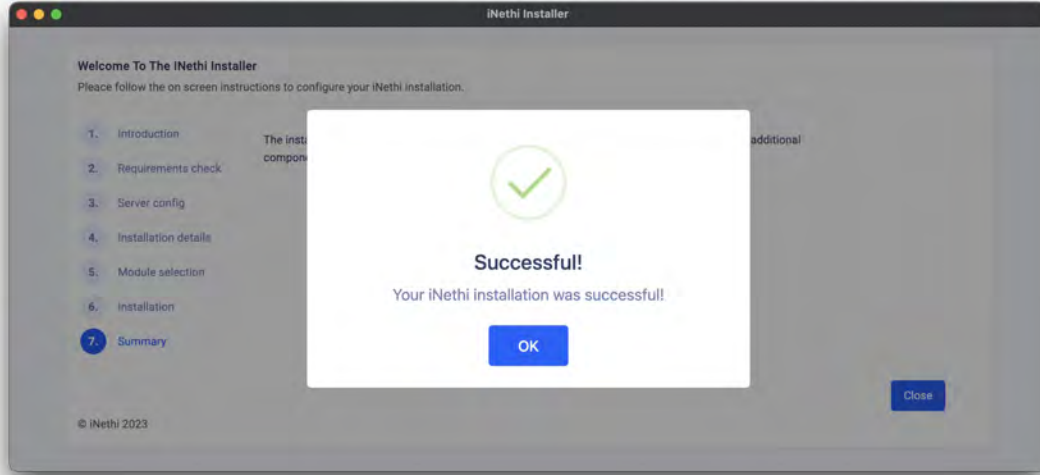 iNethi Installer
Welcome To The INethi Installer
Pleace follow the on screen instructions to configure your iNethi installation.
1. Introduction
2. Requirements check
3. Server config
4. Installation details
5. Module selection
6. Installation
7. Summary
The insta
additional
compon
Successful!
Your iNethi installation was successful!
OK
Close
© iNethi 2023